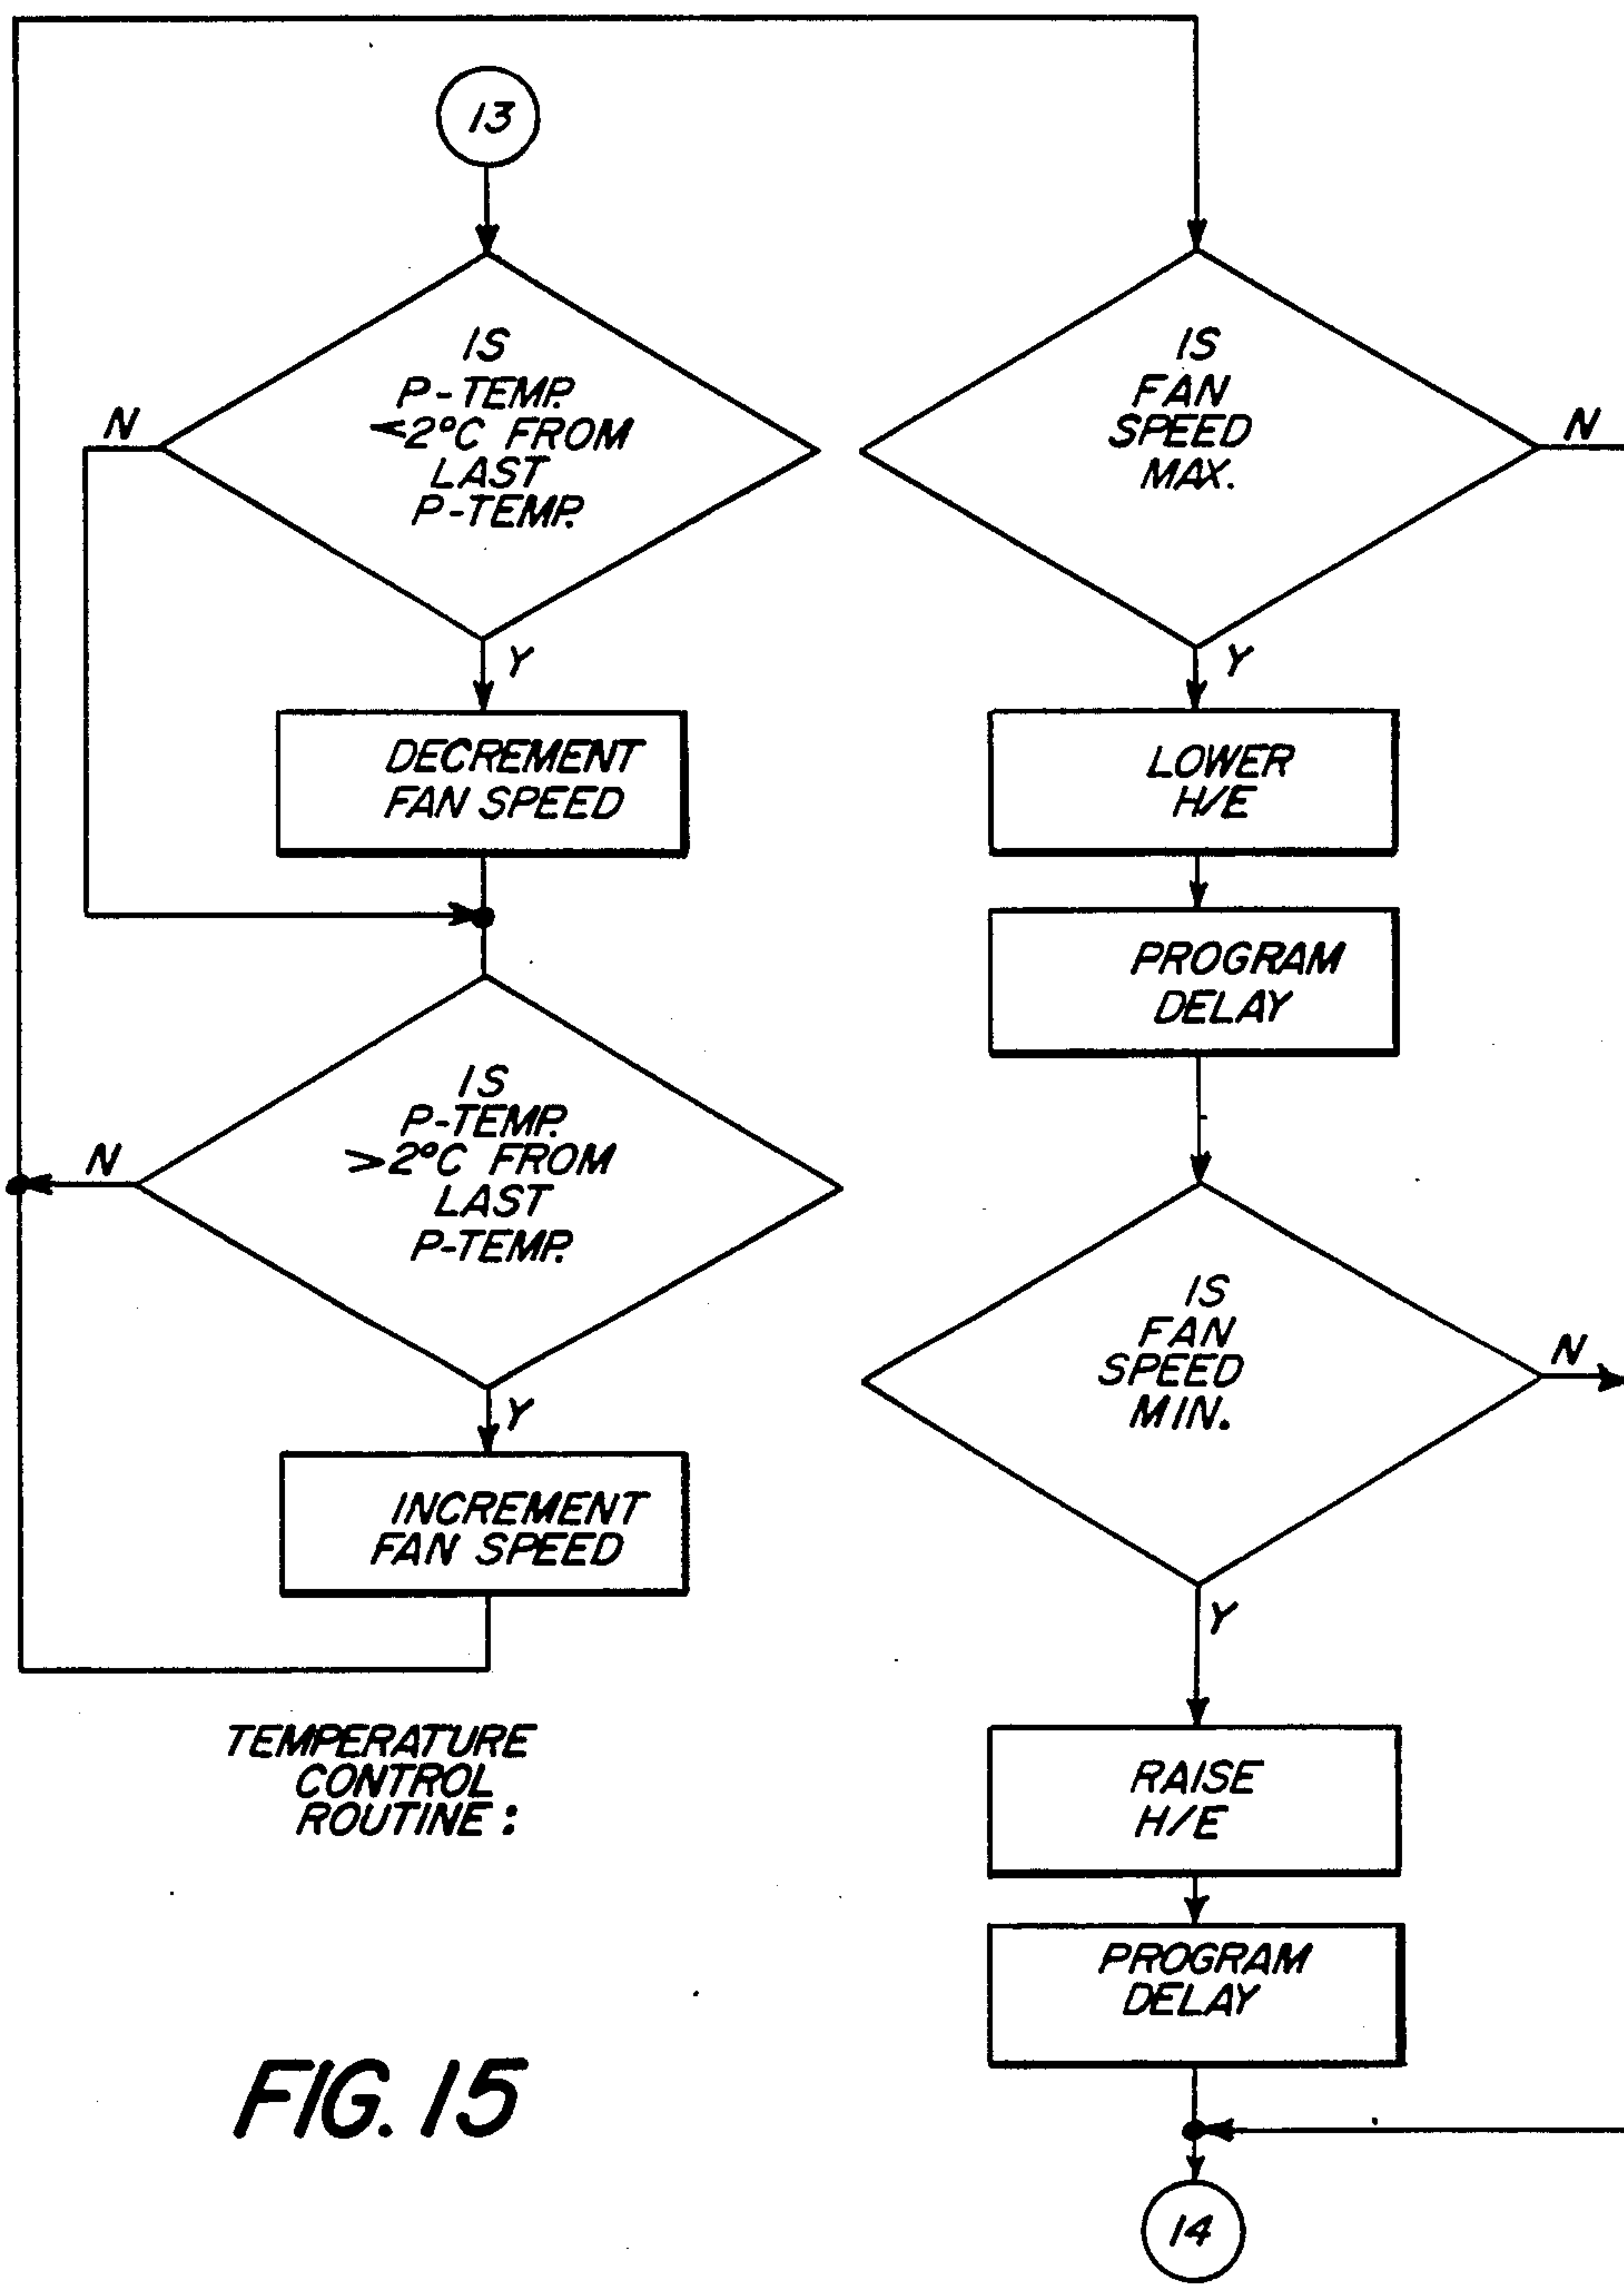 13
IS
P-TEMP.
<2°C FROM
LAST
P-TEMP.
N
Y
DECREMENT
FAN SPEED
IS
P-TEMP.
>2°C FROM
LAST
P-TEMP.
N
Y
INCREMENT
FAN SPEED
TEMPERATURE
CONTROL
ROUTINE:
FIG. 15
IS
FAN
SPEED
MAX.
N
Y
LOWER
H/E
PROGRAM
DELAY
IS
FAN
SPEED
MIN.
N
Y
RAISE
H/E
PROGRAM
DELAY
14